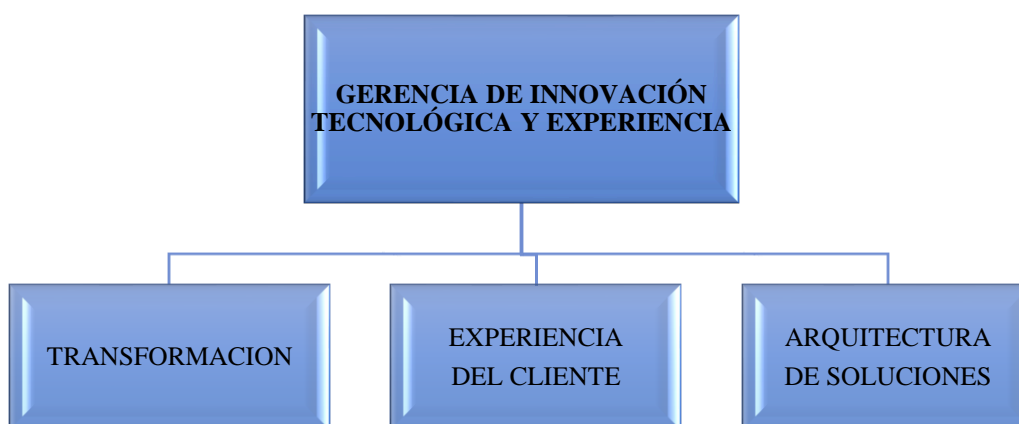 GERENCIA DE INNOVACIÓN
TECNOLÓGICA Y EXPERIENCIA
TRANSFORMACION
EXPERIENCIA
DEL CLIENTE
ARQUITECTURA
DE SOLUCIONES